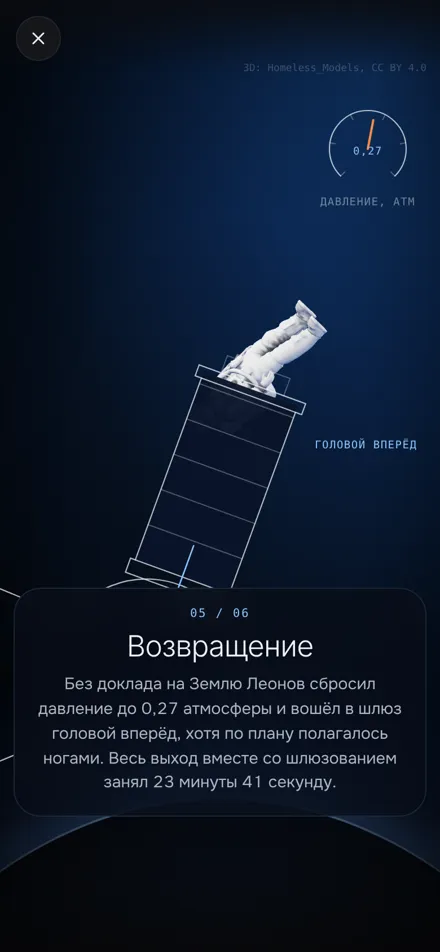 3D: Homeless_Models, CC BY 4.0
0,27
ДАВЛЕНИЕ, АТМ
ГОЛОВОЙ ВПЕРЁД
05 / 06
Возвращение
Без доклада на Землю Леонов сбросил
давление до 0,27 атмосферы и вошёл в шлюз
головой вперёд, хотя по плану полагалось
ногами. Весь выход вместе со шлюзованием
занял 23 минуты 41 секунду.